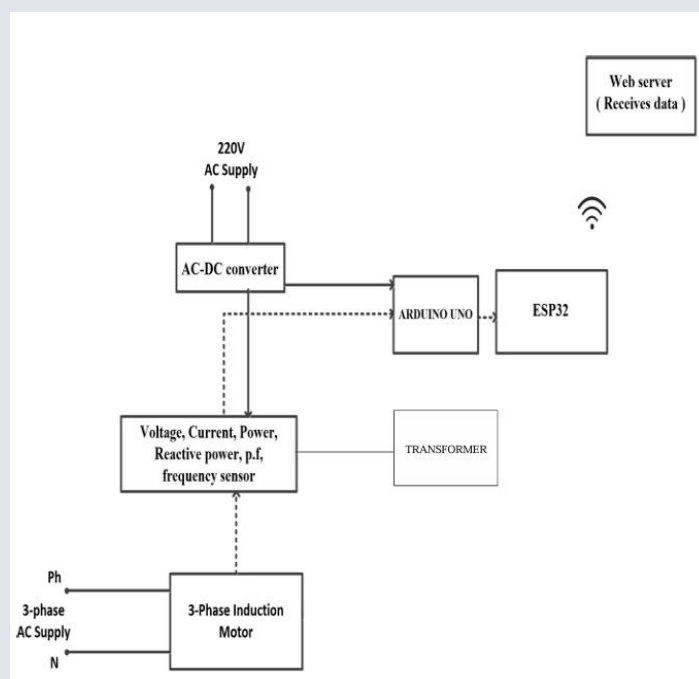 Web server
( Receives data )
220V
AC Supply
AC-DC converter
ARDUINO UNO
ESP32
Voltage, Current, Power,
Reactive power, p.f,
frequency sensor
TRANSFORMER
Ph
3-phase
AC Supply
N
3-Phase Induction
Motor